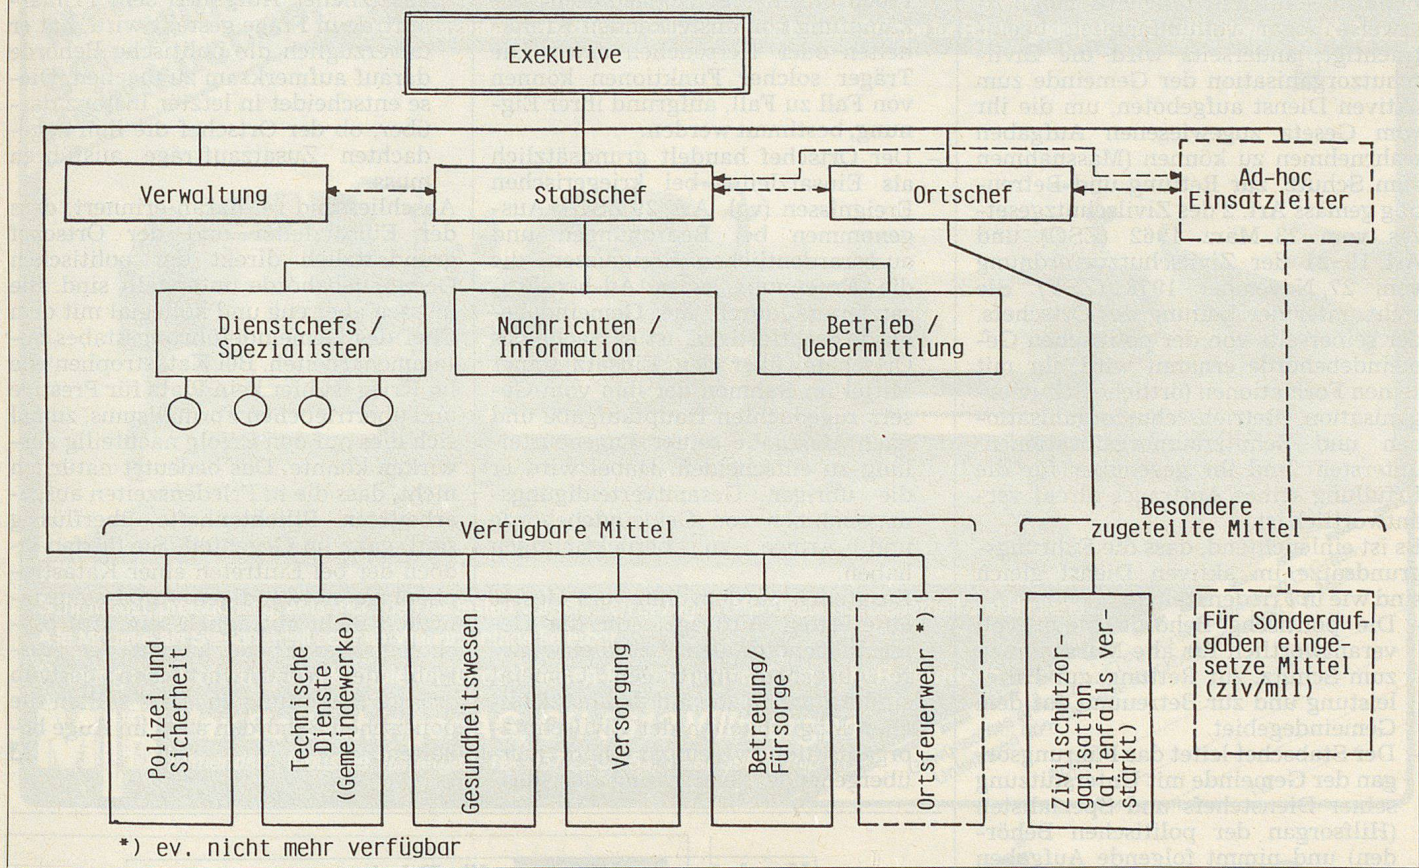 Exekutive
Verwaltung
Stabschef
Ortschef
Ad-hoc
Einsatzleiter
Dienstchefs /
Spezialisten
Nachrichten /
Information
Betrieb /
Uebermittlung
Verfügbare Mittel
Besondere
zugeteilte Mittel
Polizei und
Sicherheit
Technische
Dienste
(Gemeindewerke)
Gesundheitswesen
Versorgung
Betreuung/
Fürsorge
Ortsfeuerwehr *)
Zivilschutzor-
ganisation
(allenfalls ver-
stärkt)
Für Sonderauf-
gaben einge-
setze Mittel
(ziv/mil)
*) ev. nicht mehr verfügbar